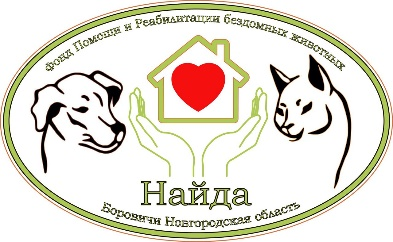 Фонд Помощи и Реабилитации бездомных животных
Найда
Боровичи Новгородская область